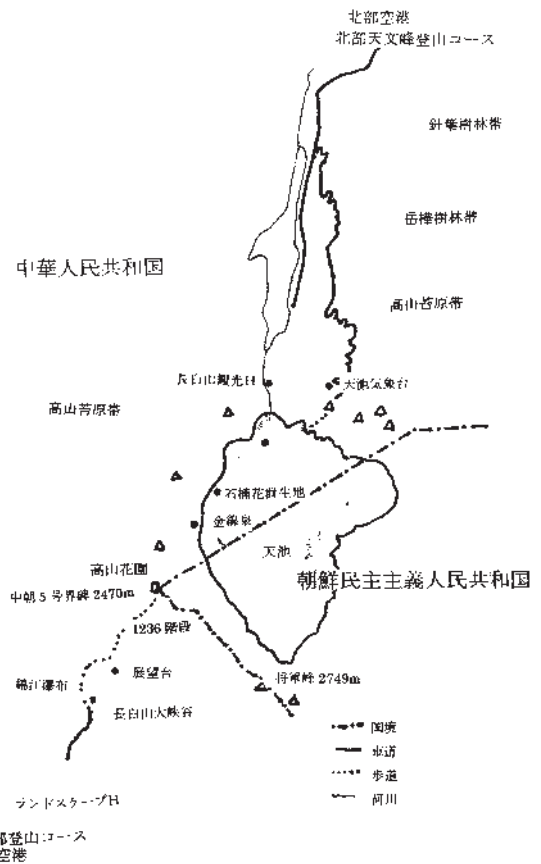 北部空港
北部天文峰登山コース
針葉樹林帯
岳樺樹林帯
中華人民共和国
高山苔原帯
長白山観光H
天池気象台
高山苔原帯
石楠花群生地
金線泉
天池
高山花園
朝鮮民主主義人民共和国
中朝5号界碑 2470m
1236階段
将軍峰 2749m
展望台
錦江瀑布
長白山大峡谷
国境
車道
歩道
河川
ランドスケープH
部登山コース
空港